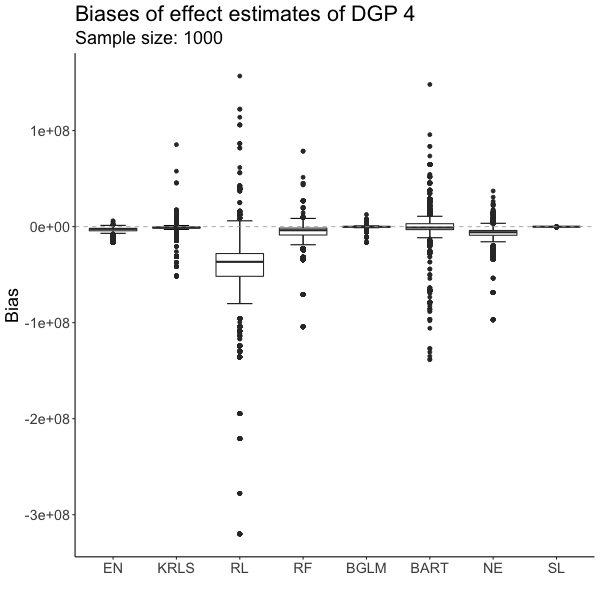 Biases of effect estimates of DGP 4
Sample size: 1000
Bias
1e+08
0e+00
-1e+08
-2e+08
-3e+08
EN KRLS RL RF BGLM BART NE SL